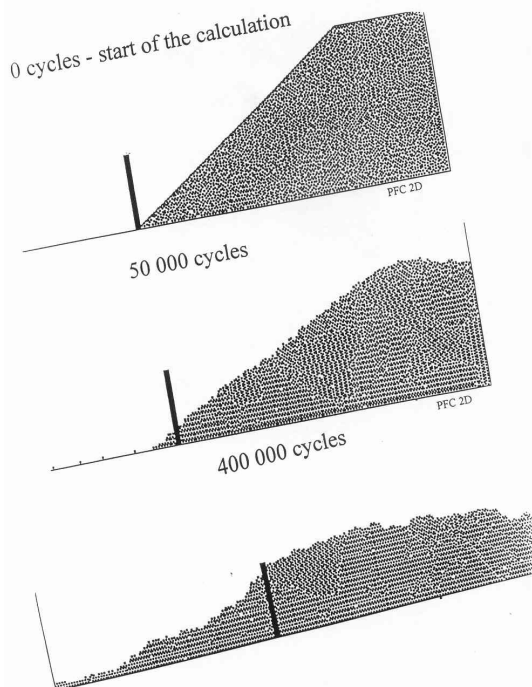 0 cycles - start of the calculation
PFC 2D
50 000 cycles
PFC 2D
400 000 cycles